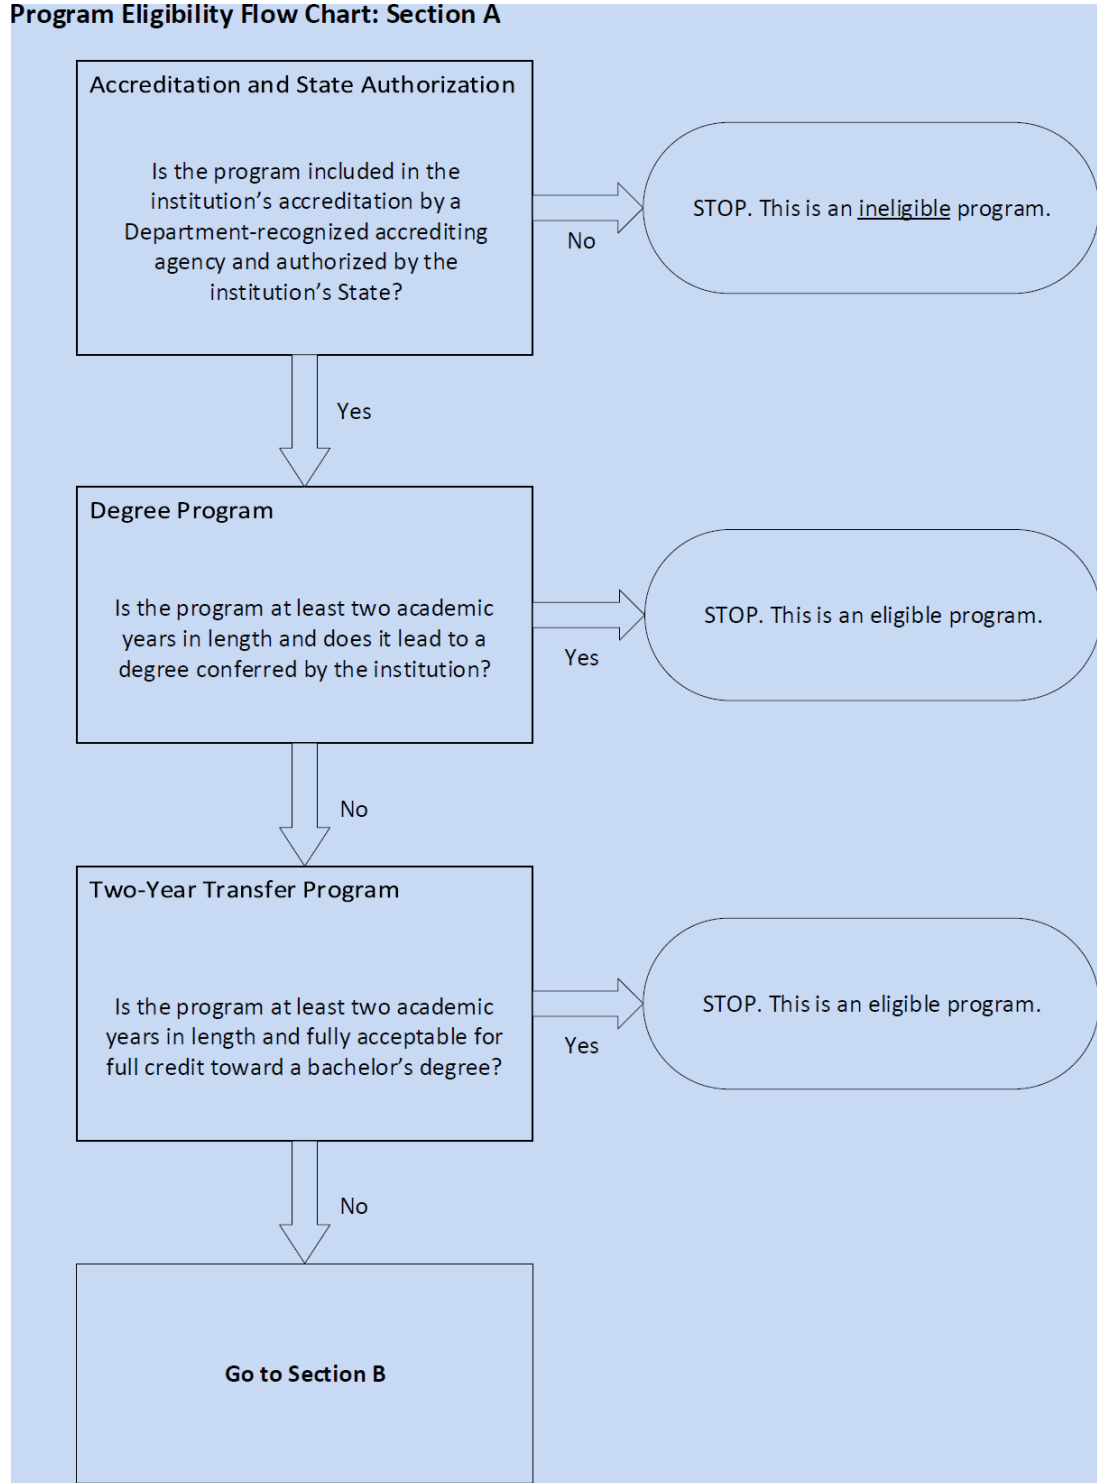 Program Eligibility Flow Chart: Section A
Accreditation and State Authorization
Is the program included in the
institution’s accreditation by a
Department-recognized accrediting
agency and authorized by the
institution’s State?
No
STOP. This is an ineligible program.
Yes
Degree Program
Is the program at least two academic
years in length and does it lead to a
degree conferred by the institution?
Yes
STOP. This is an eligible program.
No
Two-Year Transfer Program
Is the program at least two academic
years in length and fully acceptable for
full credit toward a bachelor’s degree?
Yes
STOP. This is an eligible program.
No
Go to Section B